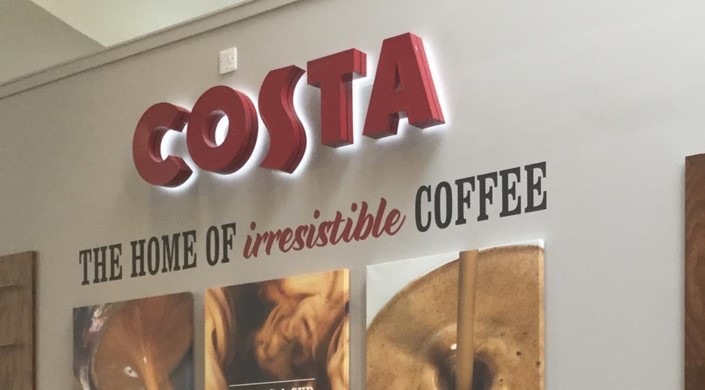 COSTA
THE HOME OF irresistible COFFEE